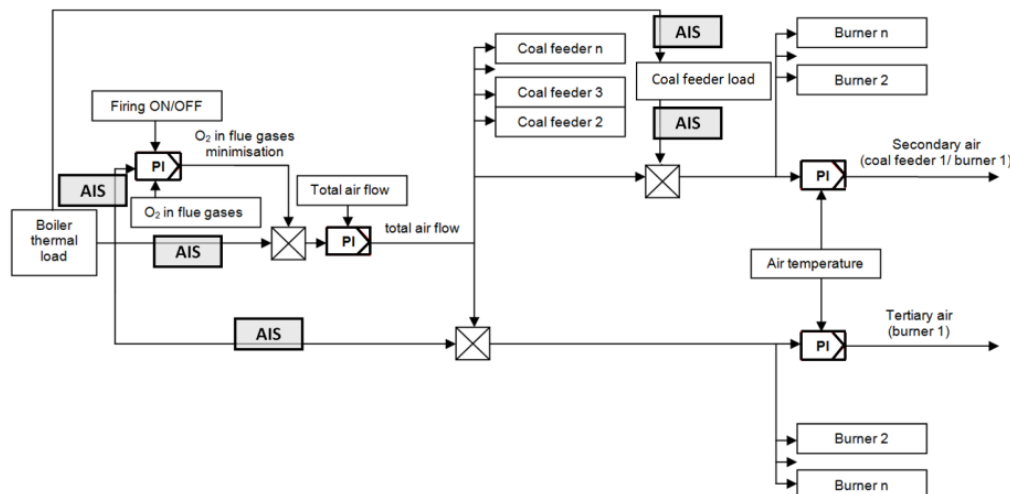 AIS
Burner n
Coal feeder n
Coal feeder load
Burner 2
Firing ON/OFF
Coal feeder 3
O₂ in flue gases
minimisation
Coal feeder 2
AIS
Secondary air
(coal feeder 1/ burner 1)
PI
PI
AIS
Total air flow
O₂ in flue gases
Boiler
thermal
load
AIS
PI
total air flow
Air temperature
Tertiary air
(burner 1)
AIS
PI
Burner 2
Burner n